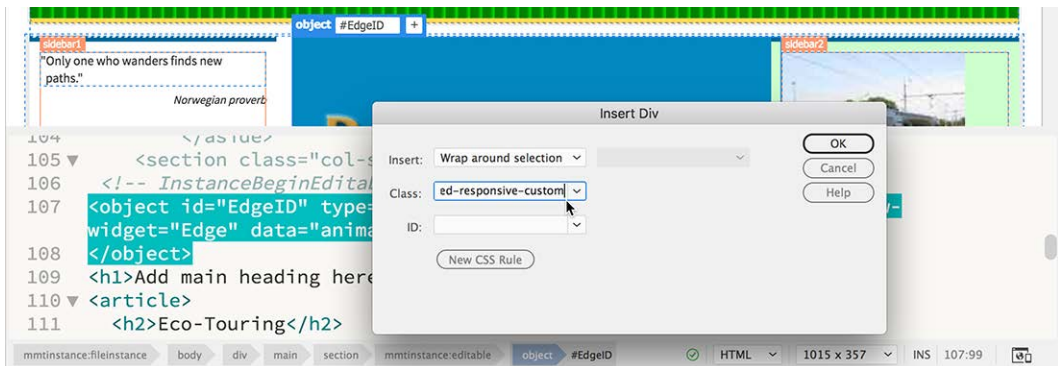 object #EdgeID +
sidebar1
sidebar2
"Only one who wanders finds new
paths."
Norwegian proverb
Insert Div
Insert: Wrap around selection
Class: ed-responsive-custom
ID:
New CSS Rule
OK
Cancel
Help
104 </aside>
105 <section class="col-s
106 <!-- InstanceBeginEdita
107 <object id="EdgeID" type=
widget="Edge" data="anima
108 </object>
109 <h1>Add main heading here
110 <article>
111 <h2>Eco-Touring</h2>
mmtinstance:fileinstance body div main section mmtinstance:editable object #EdgeID HTML 1015 x 357 INS 107:99